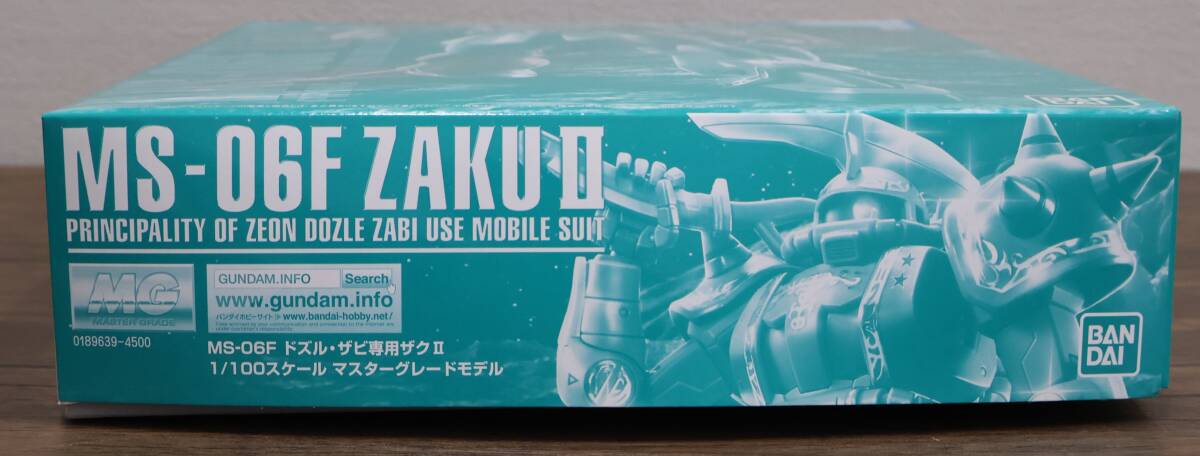 MS-06F ZAKU II
PRINCIPALITY OF ZEON DOZLE ZABI USE MOBILE SUIT
MG
MASTER GRADE
0189639-4500
GUNDAM.INFO Search
www.gundam.info
バンダイホビーサイト www.bandai-hobby.net/
MS-06F ドズル・ザビ専用ザクⅡ
1/100スケール マスターグレードモデル
BAN
DAI